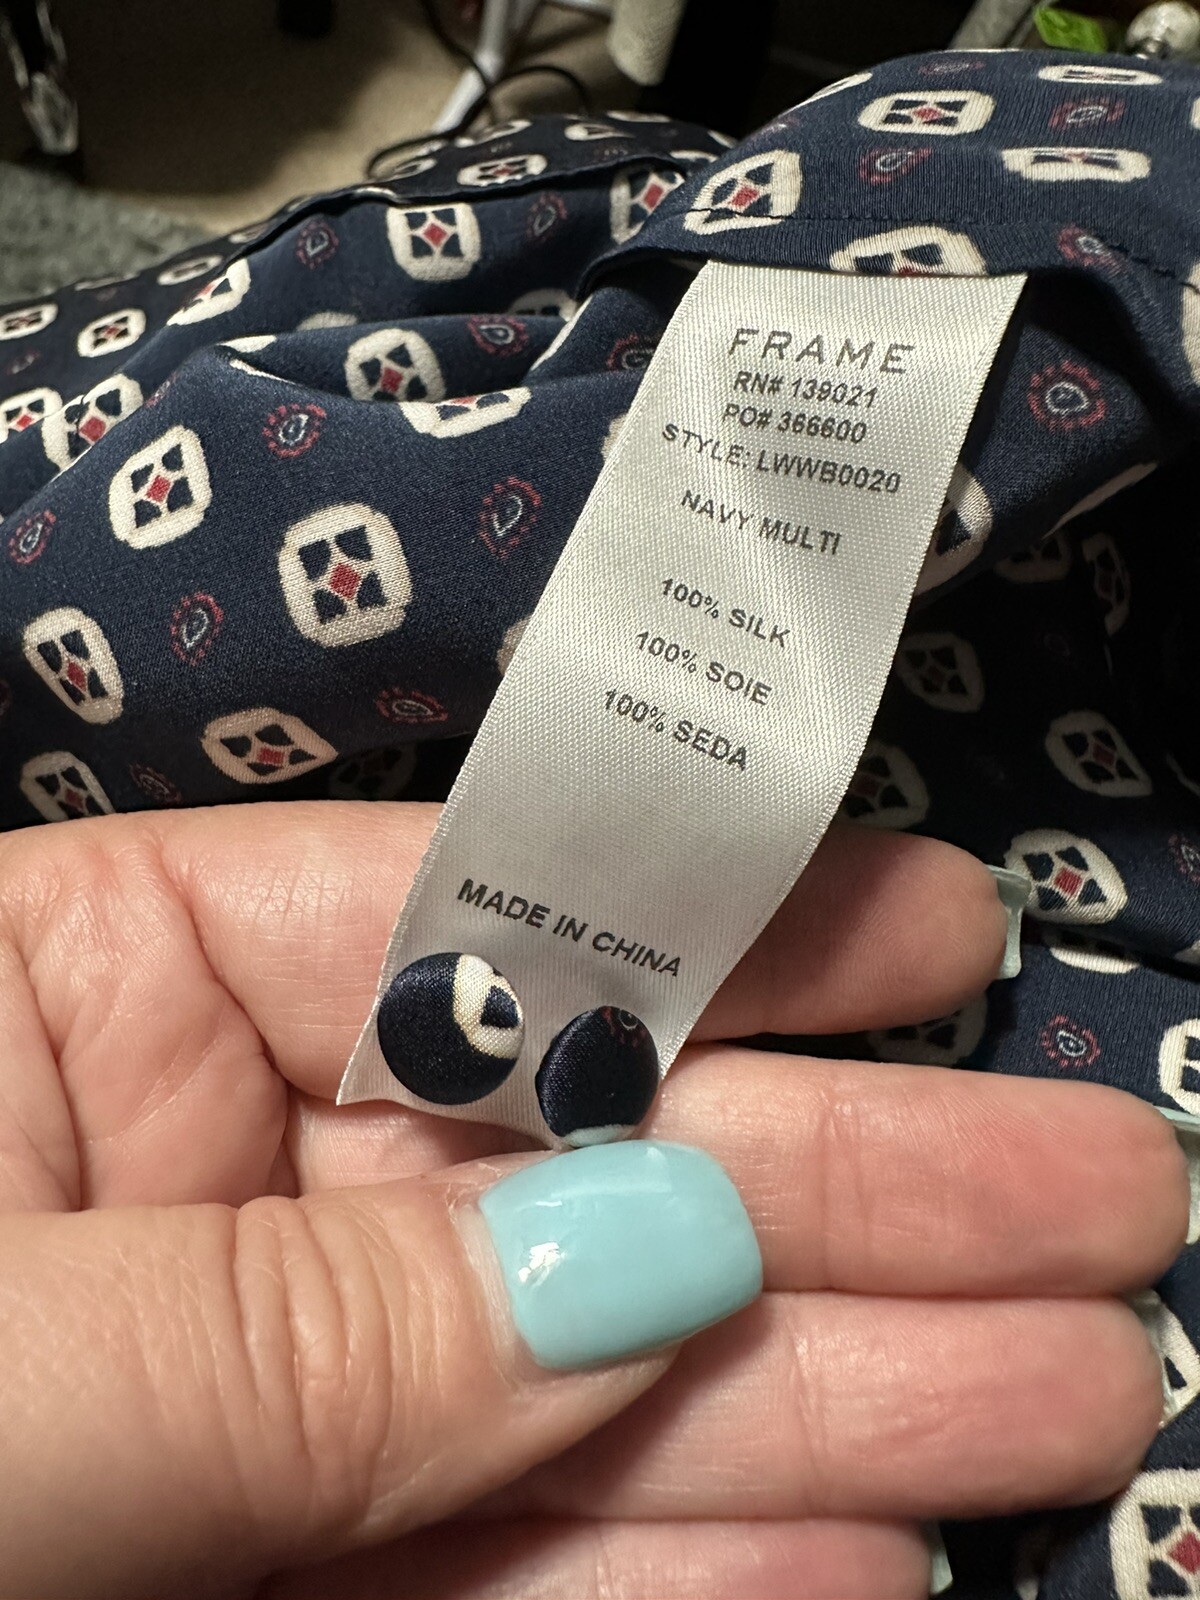 FRAME
RN# 139021
PO# 366600
STYLE: LWWB0020
NAVY MULTI
100% SILK
100% SOIE
100% SEDA
MADE IN CHINA